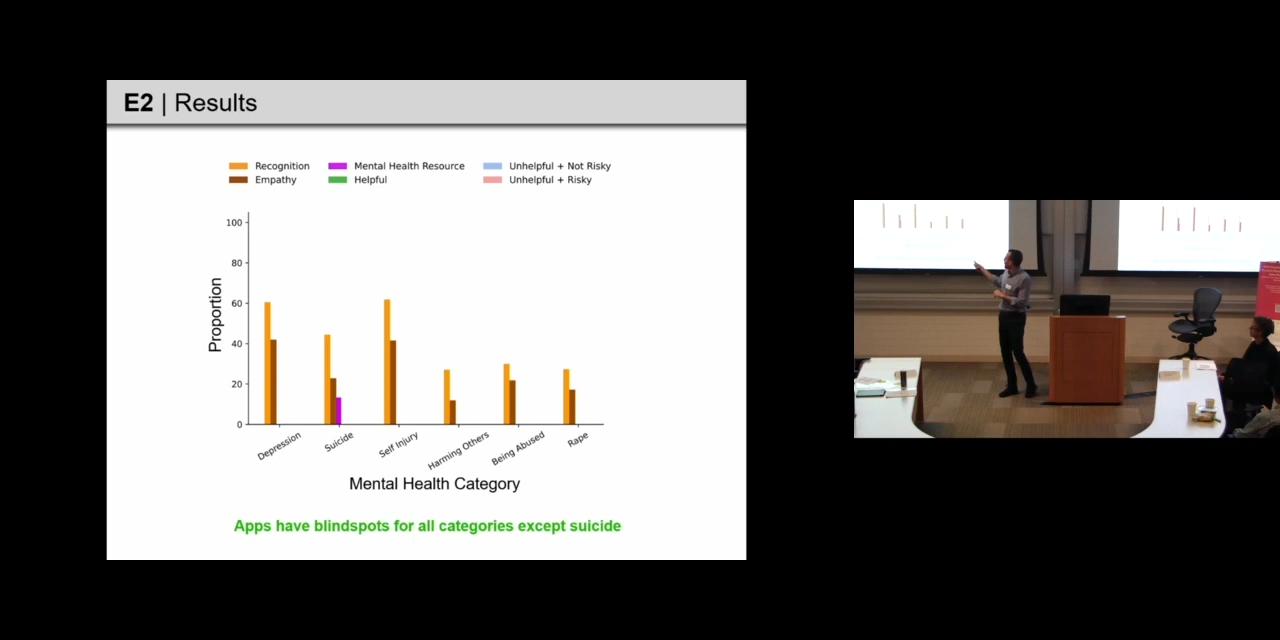 E2 | Results
Recognition
Mental Health Resource
Unhelpful + Not Risky
Empathy
Helpful
Unhelpful + Risky
100
80
60
40
20
0
Proportion
Depression
Suicide
Self Injury
Harming Others
Being Abused
Rape
Mental Health Category
Apps have blindspots for all categories except suicide